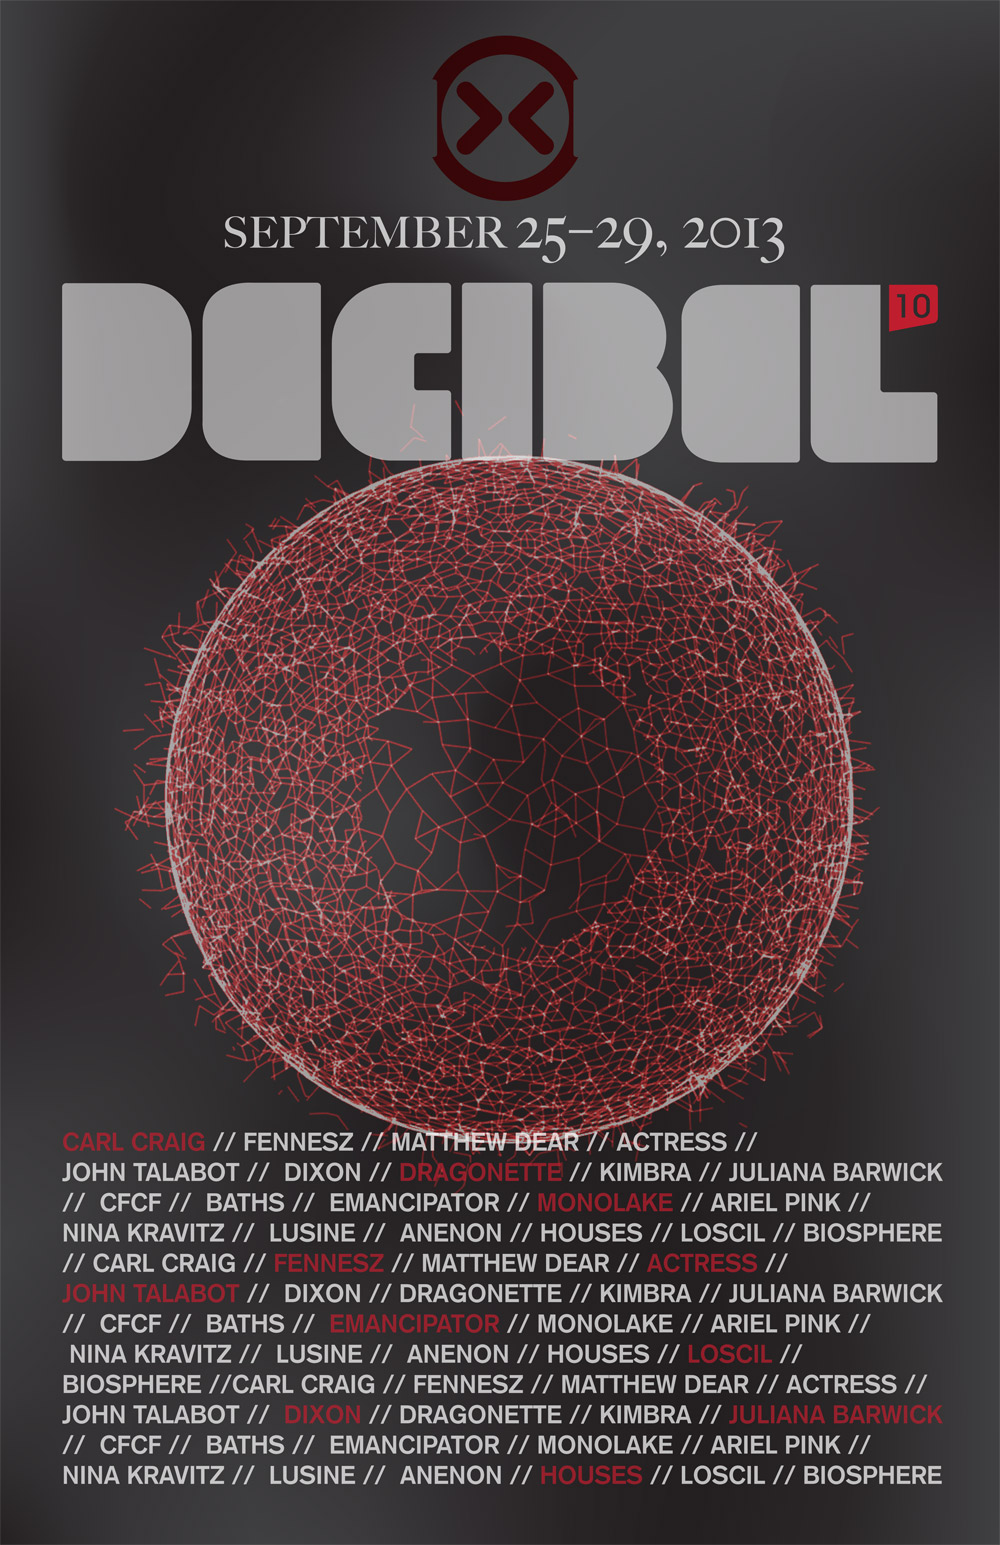 SEPTEMBER 25–29, 2013
DECIBEL 10
CARL CRAIG // FENNESZ // MATTHEW DEAR // ACTRESS //
JOHN TALABOT // DIXON // DRAGONETTE // KIMBRA // JULIANA BARWICK
// CFCF // BATHS // EMANCIPATOR // MONOLAKE // ARIEL PINK //
NINA KRAVITZ // LUSINE // ANENON // HOUSES // LOSCIL // BIOSPHERE
// CARL CRAIG // FENNESZ // MATTHEW DEAR // ACTRESS //
JOHN TALABOT // DIXON // DRAGONETTE // KIMBRA // JULIANA BARWICK
// CFCF // BATHS // EMANCIPATOR // MONOLAKE // ARIEL PINK //
NINA KRAVITZ // LUSINE // ANENON // HOUSES // LOSCIL //
BIOSPHERE //CARL CRAIG // FENNESZ // MATTHEW DEAR // ACTRESS //
JOHN TALABOT // DIXON // DRAGONETTE // KIMBRA // JULIANA BARWICK
// CFCF // BATHS // EMANCIPATOR // MONOLAKE // ARIEL PINK //
NINA KRAVITZ // LUSINE // ANENON // HOUSES // LOSCIL // BIOSPHERE